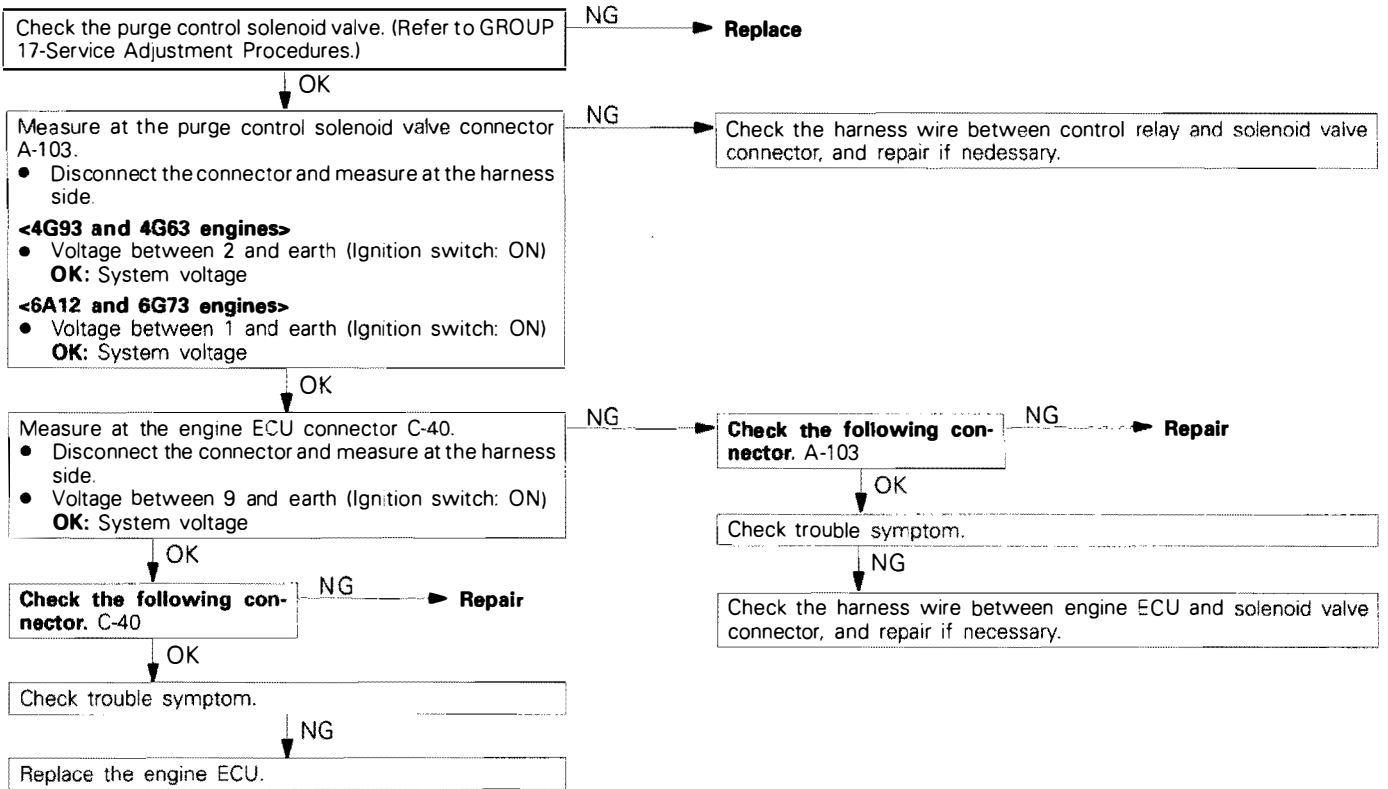 Check the purge control solenoid valve. (Refer to GROUP
17-Service Adjustment Procedures.)
NG
Replace
OK
Measure at the purge control solenoid valve connector
A-103.
● Disconnect the connector and measure at the harness
side.
<4G93 and 4G63 engines>
● Voltage between 2 and earth (Ignition switch: ON)
OK: System voltage
<6A12 and 6G73 engines>
● Voltage between 1 and earth (Ignition switch: ON)
OK: System voltage
NG
Check the harness wire between control relay and solenoid valve
connector, and repair if nedessary.
OK
Measure at the engine ECU connector C-40.
● Disconnect the connector and measure at the harness
side.
● Voltage between 9 and earth (Ignition switch: ON)
OK: System voltage
NG
Check the following con-
nector. A-103
NG
Repair
OK
Check trouble symptom.
NG
Check the harness wire between engine ECU and solenoid valve
connector, and repair if necessary.
OK
Check the following con-
nector. C-40
NG
Repair
OK
Check trouble symptom.
NG
Replace the engine ECU.